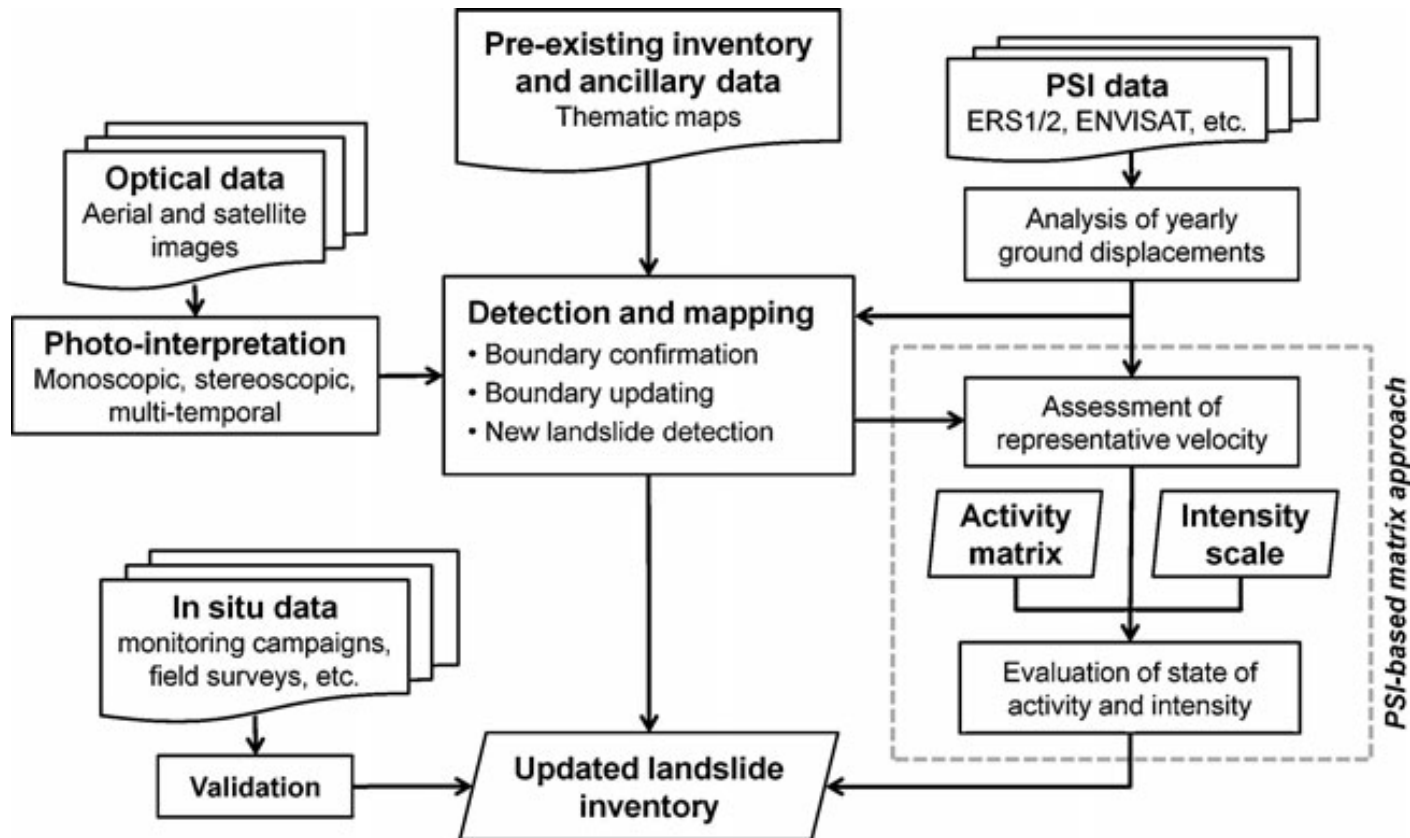 Pre-existing inventory
and ancillary data
Thematic maps
PSI data
ERS1/2, ENVISAT, etc.
Optical data
Aerial and satellite
images
Analysis of yearly
ground displacements
Photo-interpretation
Monoscopic, stereoscopic,
multi-temporal
Detection and mapping
• Boundary confirmation
• Boundary updating
• New landslide detection
Assessment of
representative velocity
Activity
matrix
Intensity
scale
PSI-based matrix approach
In situ data
monitoring campaigns,
field surveys, etc.
Evaluation of state of
activity and intensity
Validation
Updated landslide
inventory